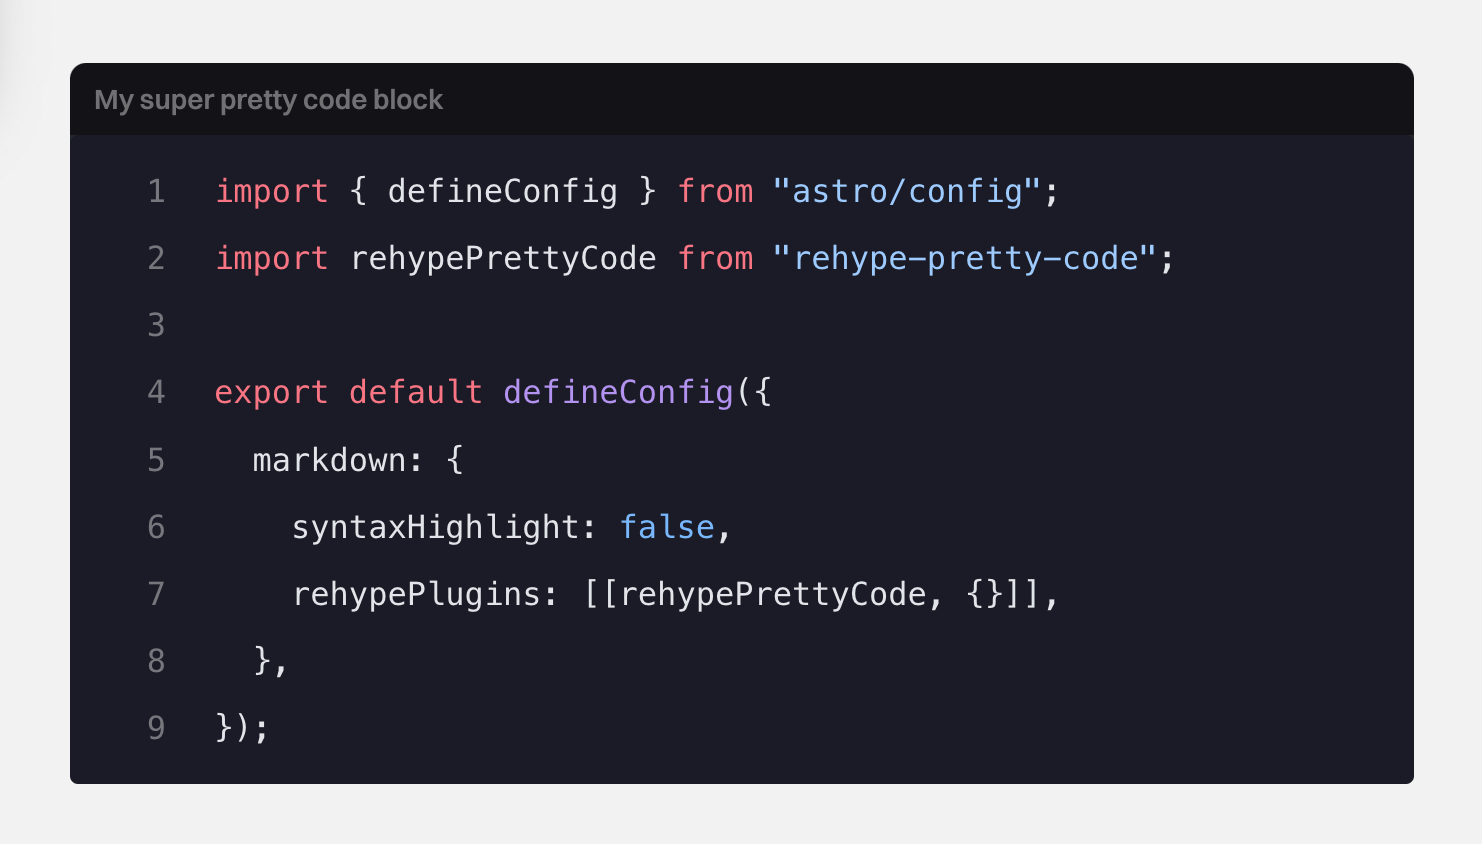 My super pretty code block
1 import { defineConfig } from "astro/config";
2 import rehypePrettyCode from "rehype-pretty-code";
3
4 export default defineConfig({
5   markdown: {
6     syntaxHighlight: false,
7     rehypePlugins: [[rehypePrettyCode, {}]],
8   },
9 });